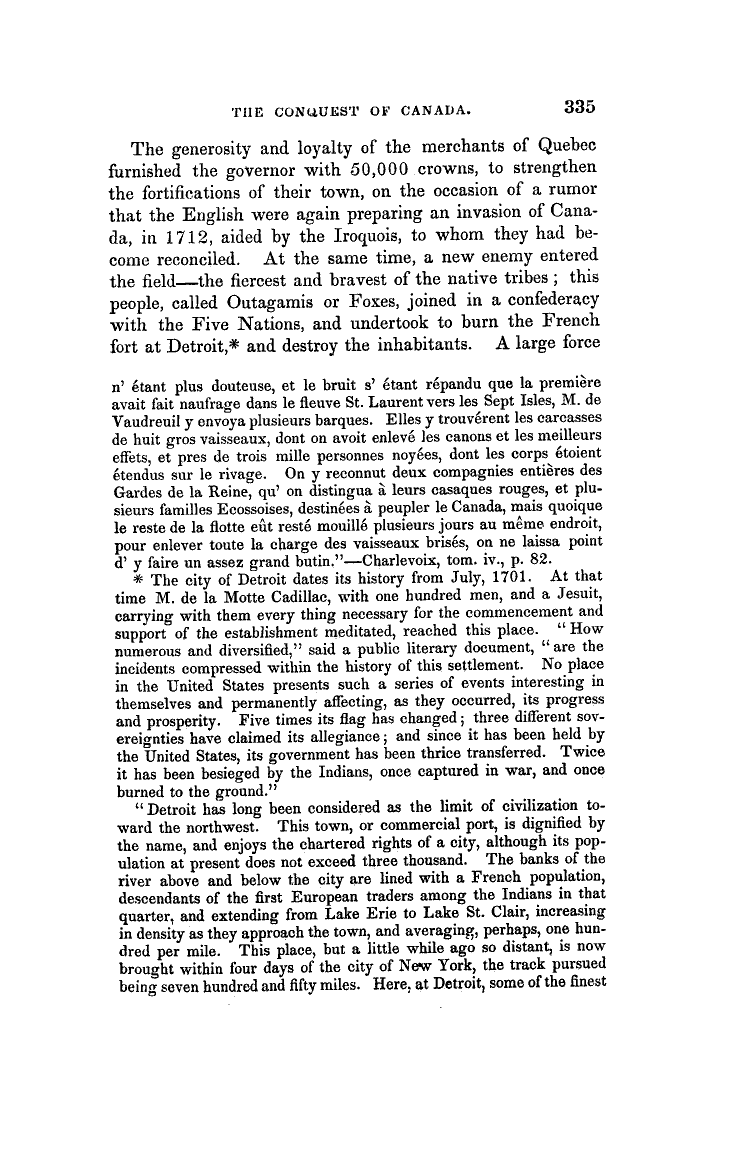 THE CONQUEST OF CANADA. 335
The generosity and loyalty of the merchants of Quebec
furnished the governor with 50,000 crowns, to strengthen
the fortifications of their town, on the occasion of a rumor
that the English were again preparing an invasion of Cana-
da, in 1712, aided by the Iroquois, to whom they had be-
come reconciled. At the same time, a new enemy entered
the field—the fiercest and bravest of the native tribes; this
people, called Outagamis or Foxes, joined in a confederacy
with the Five Nations, and undertook to burn the French
fort at Detroit,* and destroy the inhabitants. A large force
n' étant plus douteuse, et le bruit s' étant répandu que la première
avait fait naufrage dans le fleuve St. Laurent vers les Sept Isles, M. de
Vaudreuil y envoya plusieurs barques. Elles y trouvérent les carcasses
de huit gros vaisseaux, dont on avoit enlevé les canons et les meilleurs
effets, et pres de trois mille personnes noyées, dont les corps étoient
étendus sur le rivage. On y reconnut deux compagnies entières des
Gardes de la Reine, qu' on distingua à leurs casaques rouges, et plu-
sieurs familles Ecossoises, destinées à peupler le Canada, mais quoique
le reste de la flotte eût resté mouillé plusieurs jours au même endroit,
pour enlever toute la charge des vaisseaux brisés, on ne laissa point
d' y faire un assez grand butin."—Charlevoix, tom. iv., p. 82.
* The city of Detroit dates its history from July, 1701. At that
time M. de la Motte Cadillac, with one hundred men, and a Jesuit,
carrying with them every thing necessary for the commencement and
support of the establishment meditated, reached this place. "How
numerous and diversified," said a public literary document, "are the
incidents compressed within the history of this settlement. No place
in the United States presents such a series of events interesting in
themselves and permanently affecting, as they occurred, its progress
and prosperity. Five times its flag has changed; three different sov-
ereignties have claimed its allegiance; and since it has been held by
the United States, its government has been thrice transferred. Twice
it has been besieged by the Indians, once captured in war, and once
burned to the ground."
"Detroit has long been considered as the limit of civilization to-
ward the northwest. This town, or commercial port, is dignified by
the name, and enjoys the chartered rights of a city, although its pop-
ulation at present does not exceed three thousand. The banks of the
river above and below the city are lined with a French population,
descendants of the first European traders among the Indians in that
quarter, and extending from Lake Erie to Lake St. Clair, increasing
in density as they approach the town, and averaging, perhaps, one hun-
dred per mile. This place, but a little while ago so distant, is now
brought within four days of the city of New York, the track pursued
being seven hundred and fifty miles. Here, at Detroit, some of the finest